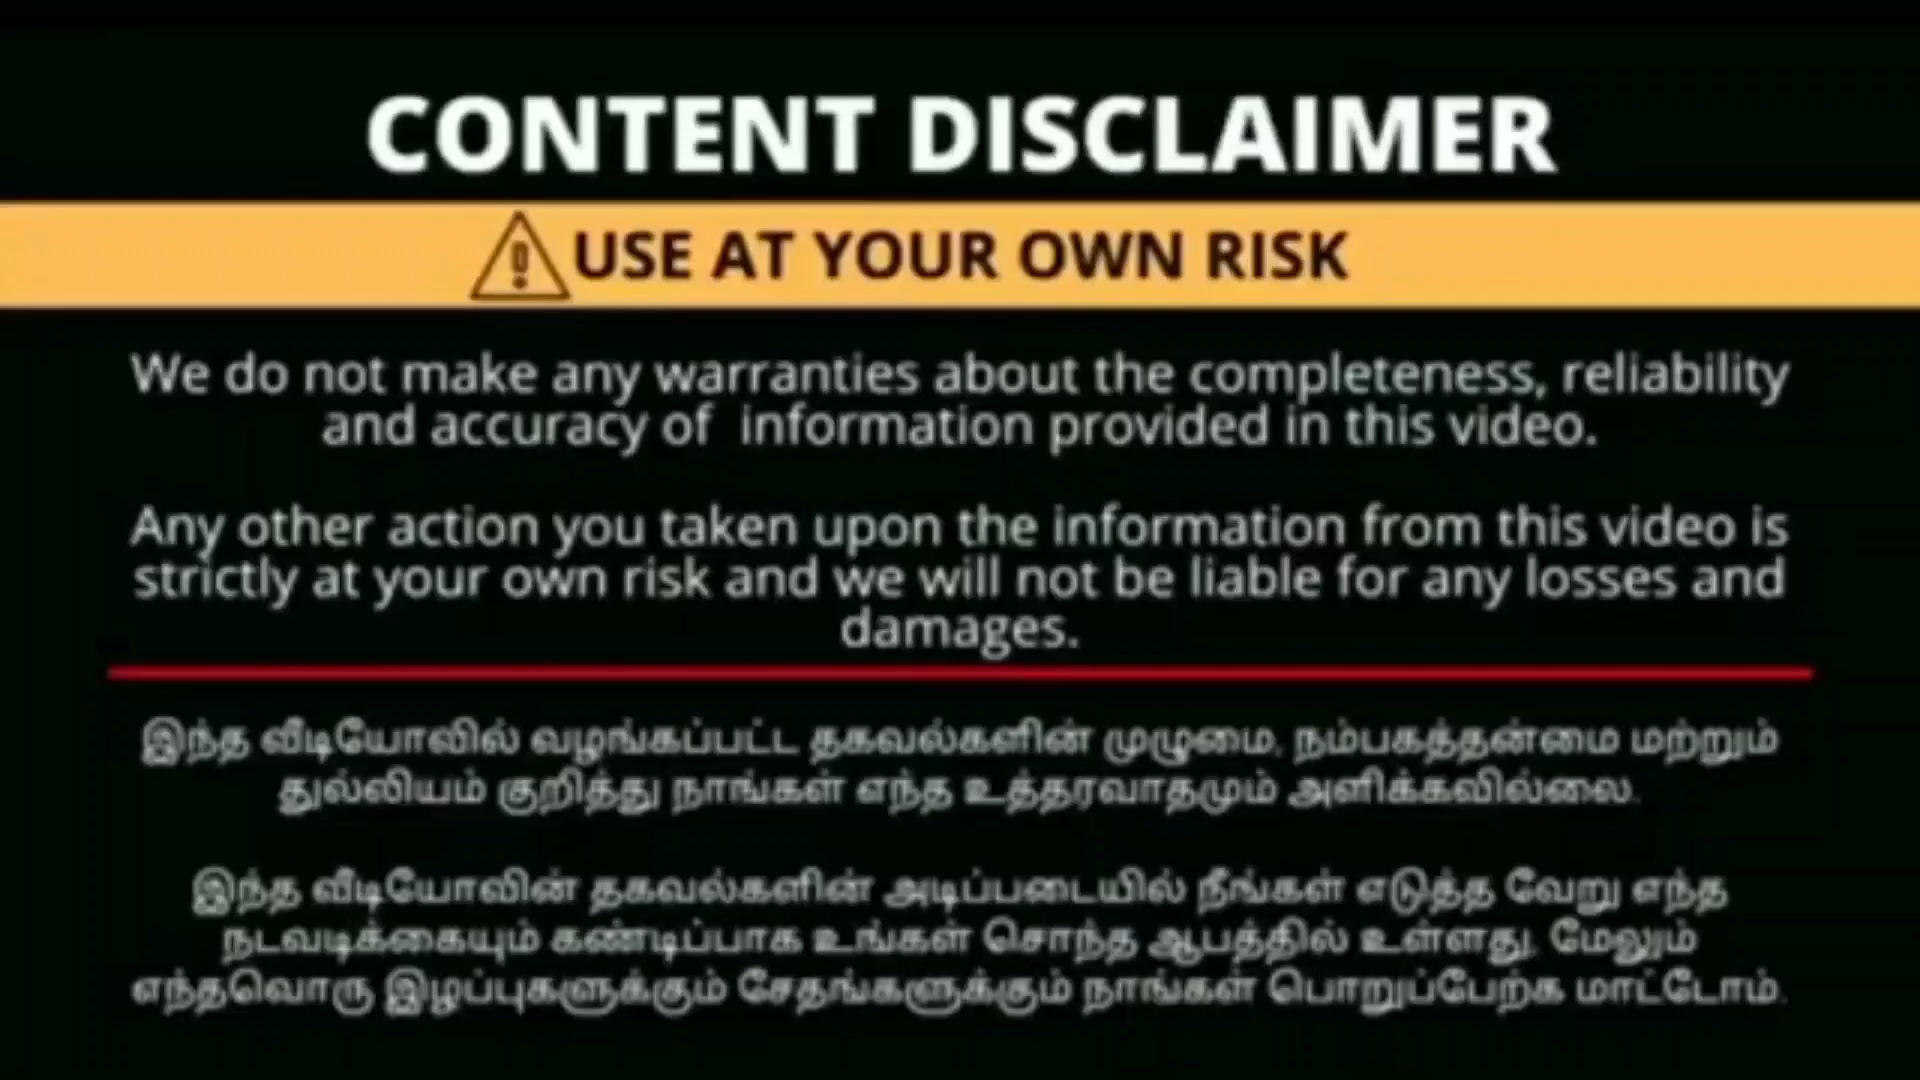 CONTENT DISCLAIMER
USE AT YOUR OWN RISK
We do not make any warranties about the completeness, reliability
and accuracy of information provided in this video.
Any other action you taken upon the information from this video is
strictly at your own risk and we will not be liable for any losses and
damages.
இந்த வீடியோவில் வழங்கப்பட்ட தகவல்களின் முழுமை, நம்பகத்தன்மை மற்றும்
துல்லியம் குறித்து நாங்கள் எந்த உத்தரவாதமும் அளிக்கவில்லை.
இந்த வீடியோவின் தகவல்களின் அடிப்படையில் நீங்கள் எடுத்த வேறு எந்த
நடவடிக்கையும் கண்டிப்பாக உங்கள் சொந்த ஆபத்தில் உள்ளது, மேலும்
எந்தவொரு இழப்புகளுக்கும் சேதங்களுக்கும் நாங்கள் பொறுப்பேற்க மாட்டோம்.